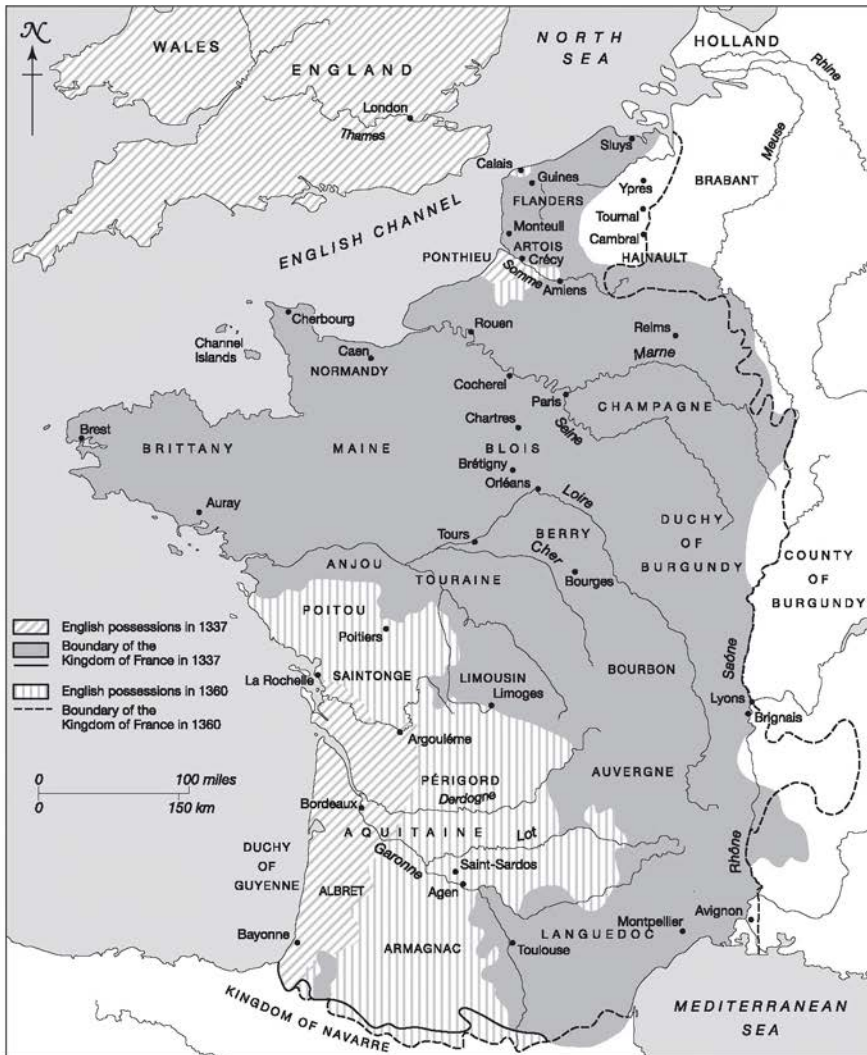 N
NORTH
SEA
HOLLAND
Rhine
WALES
ENGLAND
London
Thames
Meuse
Sluys
Calais
Guines
FLANDERS
Ypres
BRABANT
Tournal
ENGLISH CHANNEL
Monteuil
ARTOIS
Cambral
PONTHIEU
Crécy
HAINAULT
Somme
Amiens
Cherbourg
Channel
Islands
Rouen
Reims
Caen
NORMANDY
Marne
Cocherel
Paris
CHAMPAGNE
Chartres
Seine
Brest
BRITTANY
MAINE
BLOIS
Brétigny
Orléans
Loire
Auray
DUCHY
OF
BURGUNDY
BERRY
Tours
Cher
COUNTY
OF
BURGUNDY
ANJOU
TOURAINE
Bourges
POITOU
English possessions in 1337
Boundary of the
Kingdom of France in 1337
English possessions in 1360
Boundary of the
Kingdom of France in 1360
Poitiers
Saône
La Rochelle
SAINTONGE
LIMOUSIN
Limoges
BOURBON
Lyons
Brignais
Argouléme
0 100 miles
0 150 km
PÉRIGORD
AUVERGNE
Derdogne
Bordeaux
AQUITAINE
Lot
DUCHY
OF
GUYENNE
Garonne
Saint-Sardos
Rhône
ALBRET
Agen
Bayonne
ARMAGNAC
LANGUEDOC
Montpellier
Avignon
Toulouse
KINGDOM OF NAVARRE
MEDITERRANEAN
SEA